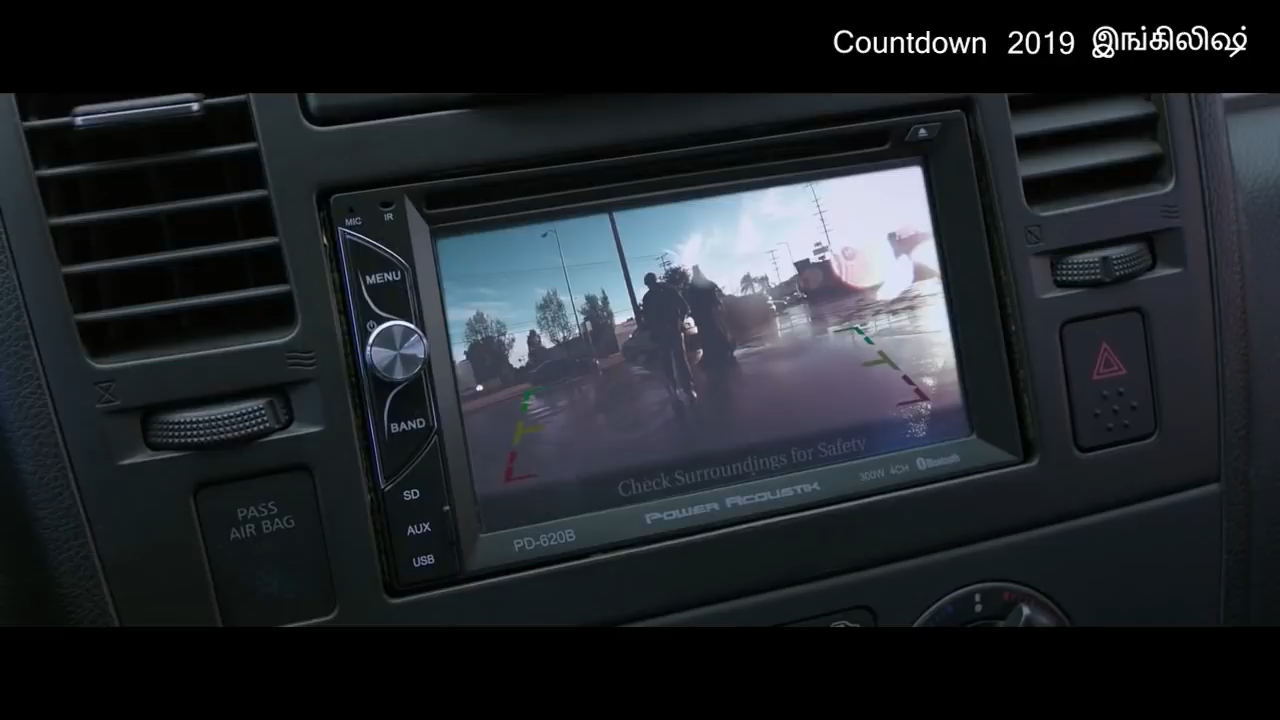 Countdown 2019 இங்கிலிஷ்
MIC IR
MENU
BAND
SD
AUX
USB
PASS
AIR BAG
Check Surroundings for Safety
300W 4CH Bluetooth
POWER ACOUSTIK
PD-620B